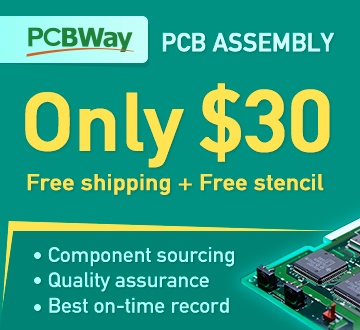 PCBWay PCB ASSEMBLY
Only $30
Free shipping + Free stencil
• Component sourcing
• Quality assurance
• Best on-time record